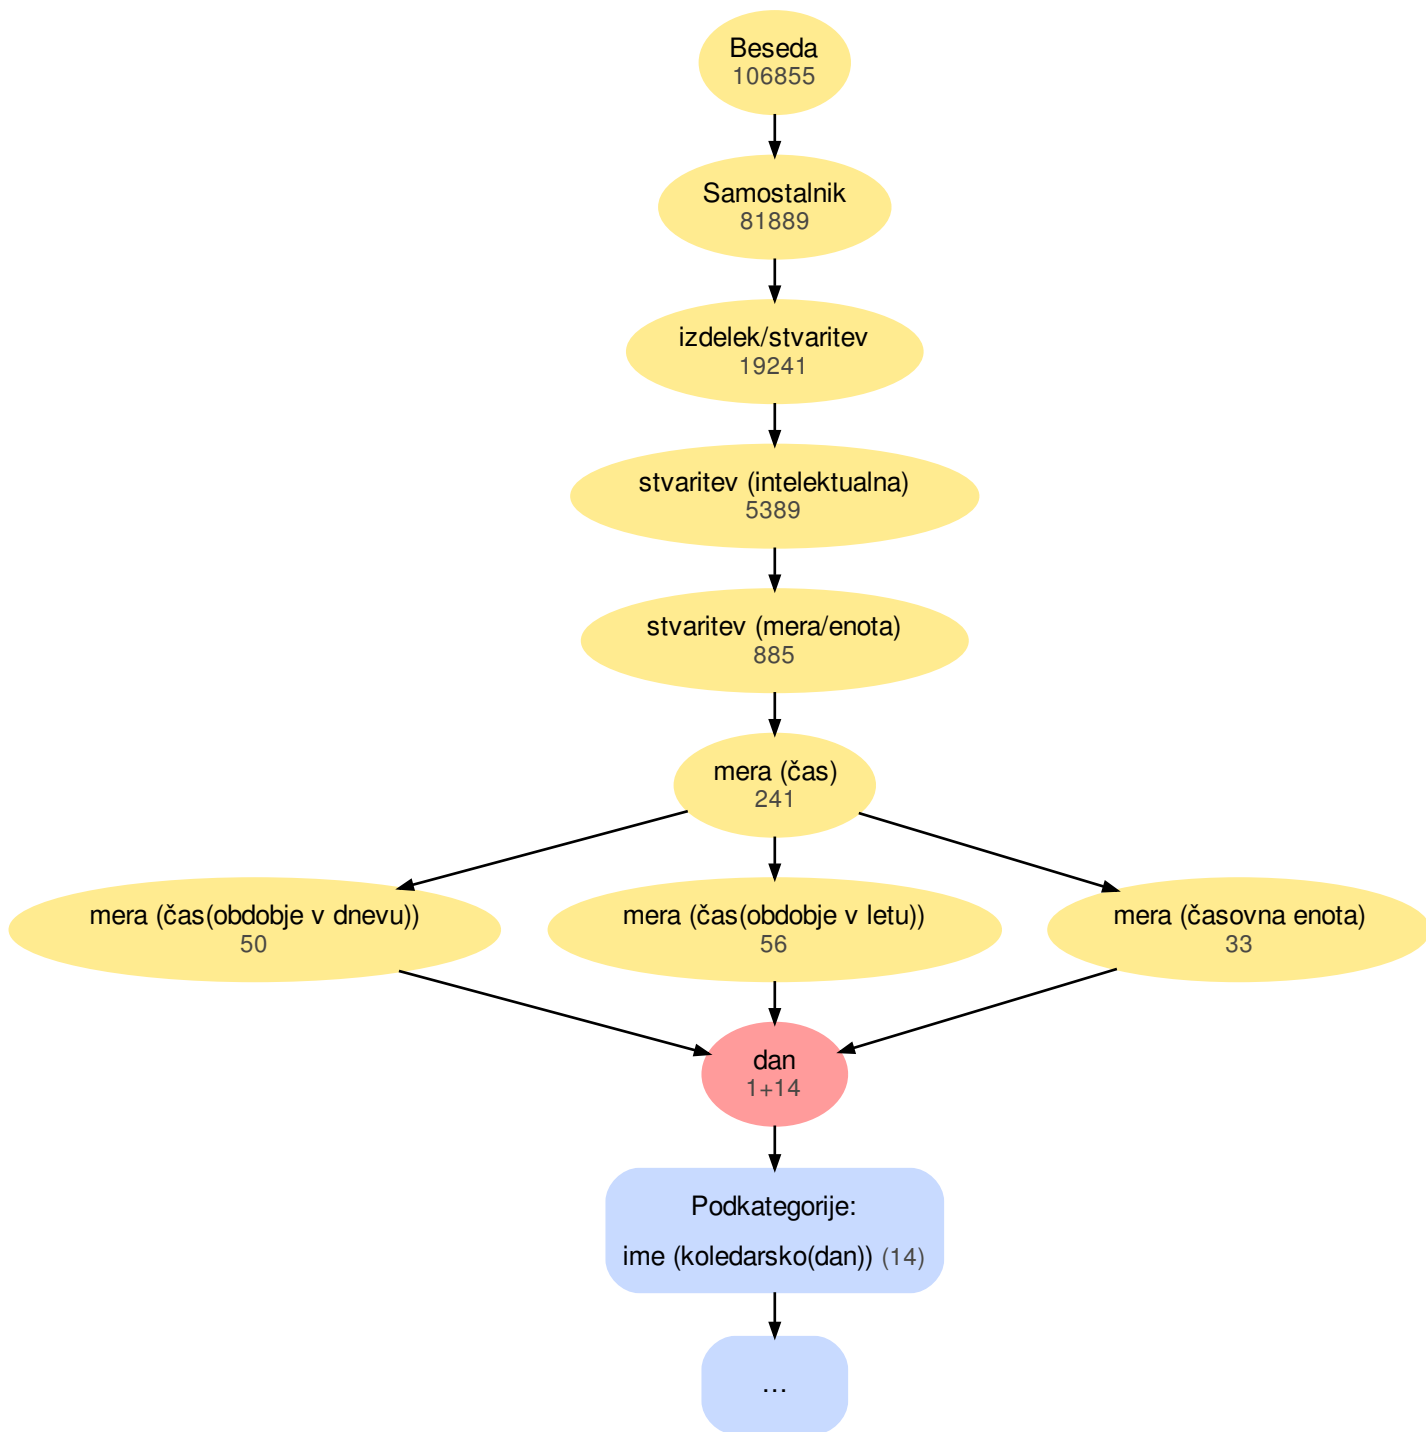 Beseda
106855
Samostalnik
81889
izdelek/stvaritev
19241
stvaritev (intelektualna)
5389
stvaritev (mera/enota)
885
mera (čas)
241
mera (čas(obdobje v dnevu))
50
mera (čas(obdobje v letu))
56
mera (časovna enota)
33
dan
1+14
Podkategorije:
ime (koledarsko(dan)) (14)
...